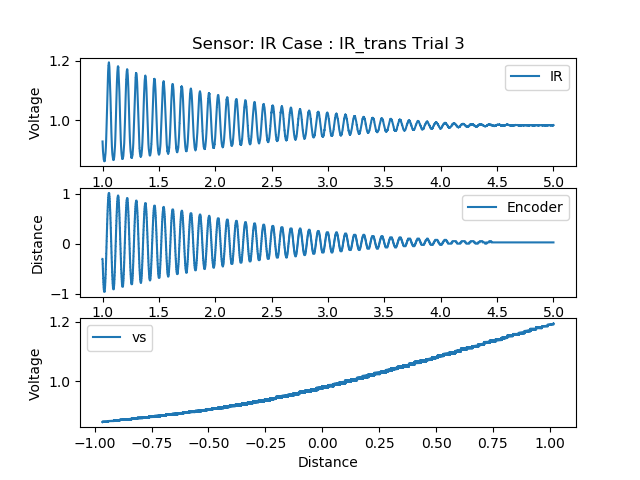 Sensor: IR Case : IR_trans Trial 3
1.2
1.0
Voltage
IR
1.0 1.5 2.0 2.5 3.0 3.5 4.0 4.5 5.0
1
0
−1
Distance
Encoder
1.0 1.5 2.0 2.5 3.0 3.5 4.0 4.5 5.0
1.2
1.0
Voltage
vs
−1.00 −0.75 −0.50 −0.25 0.00 0.25 0.50 0.75 1.00
Distance